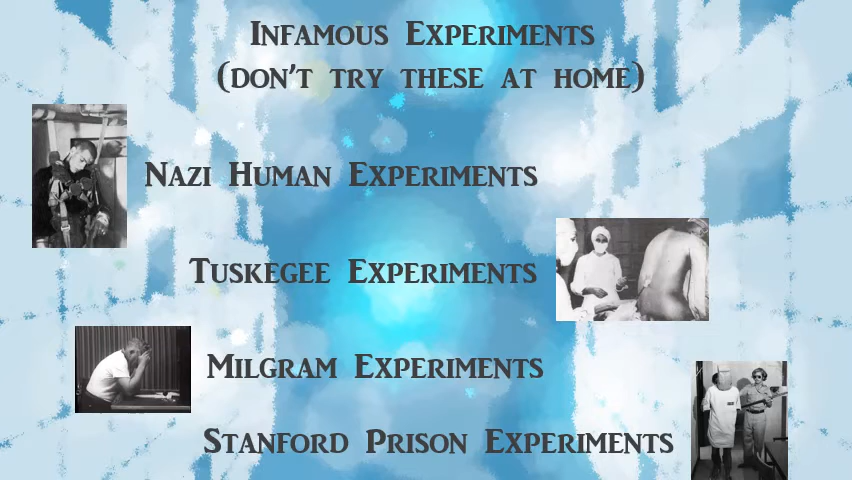 Infamous Experiments
(don't try these at home)
Nazi Human Experiments
Tuskegee Experiments
Milgram Experiments
Stanford Prison Experiments